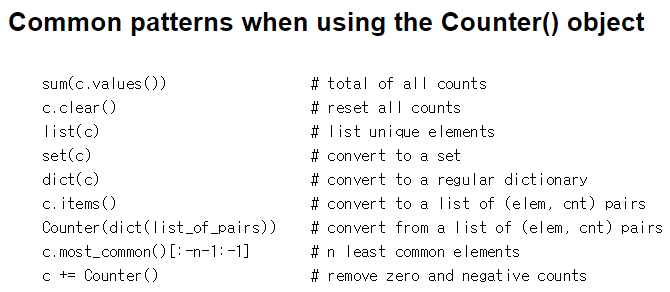 Common patterns when using the Counter() object
sum(c.values()) # total of all counts
c.clear() # reset all counts
list(c) # list unique elements
set(c) # convert to a set
dict(c) # convert to a regular dictionary
c.items() # convert to a list of (elem, cnt) pairs
Counter(dict(list_of_pairs)) # convert from a list of (elem, cnt) pairs
c.most_common()[:-n-1:-1] # n least common elements
c += Counter() # remove zero and negative counts